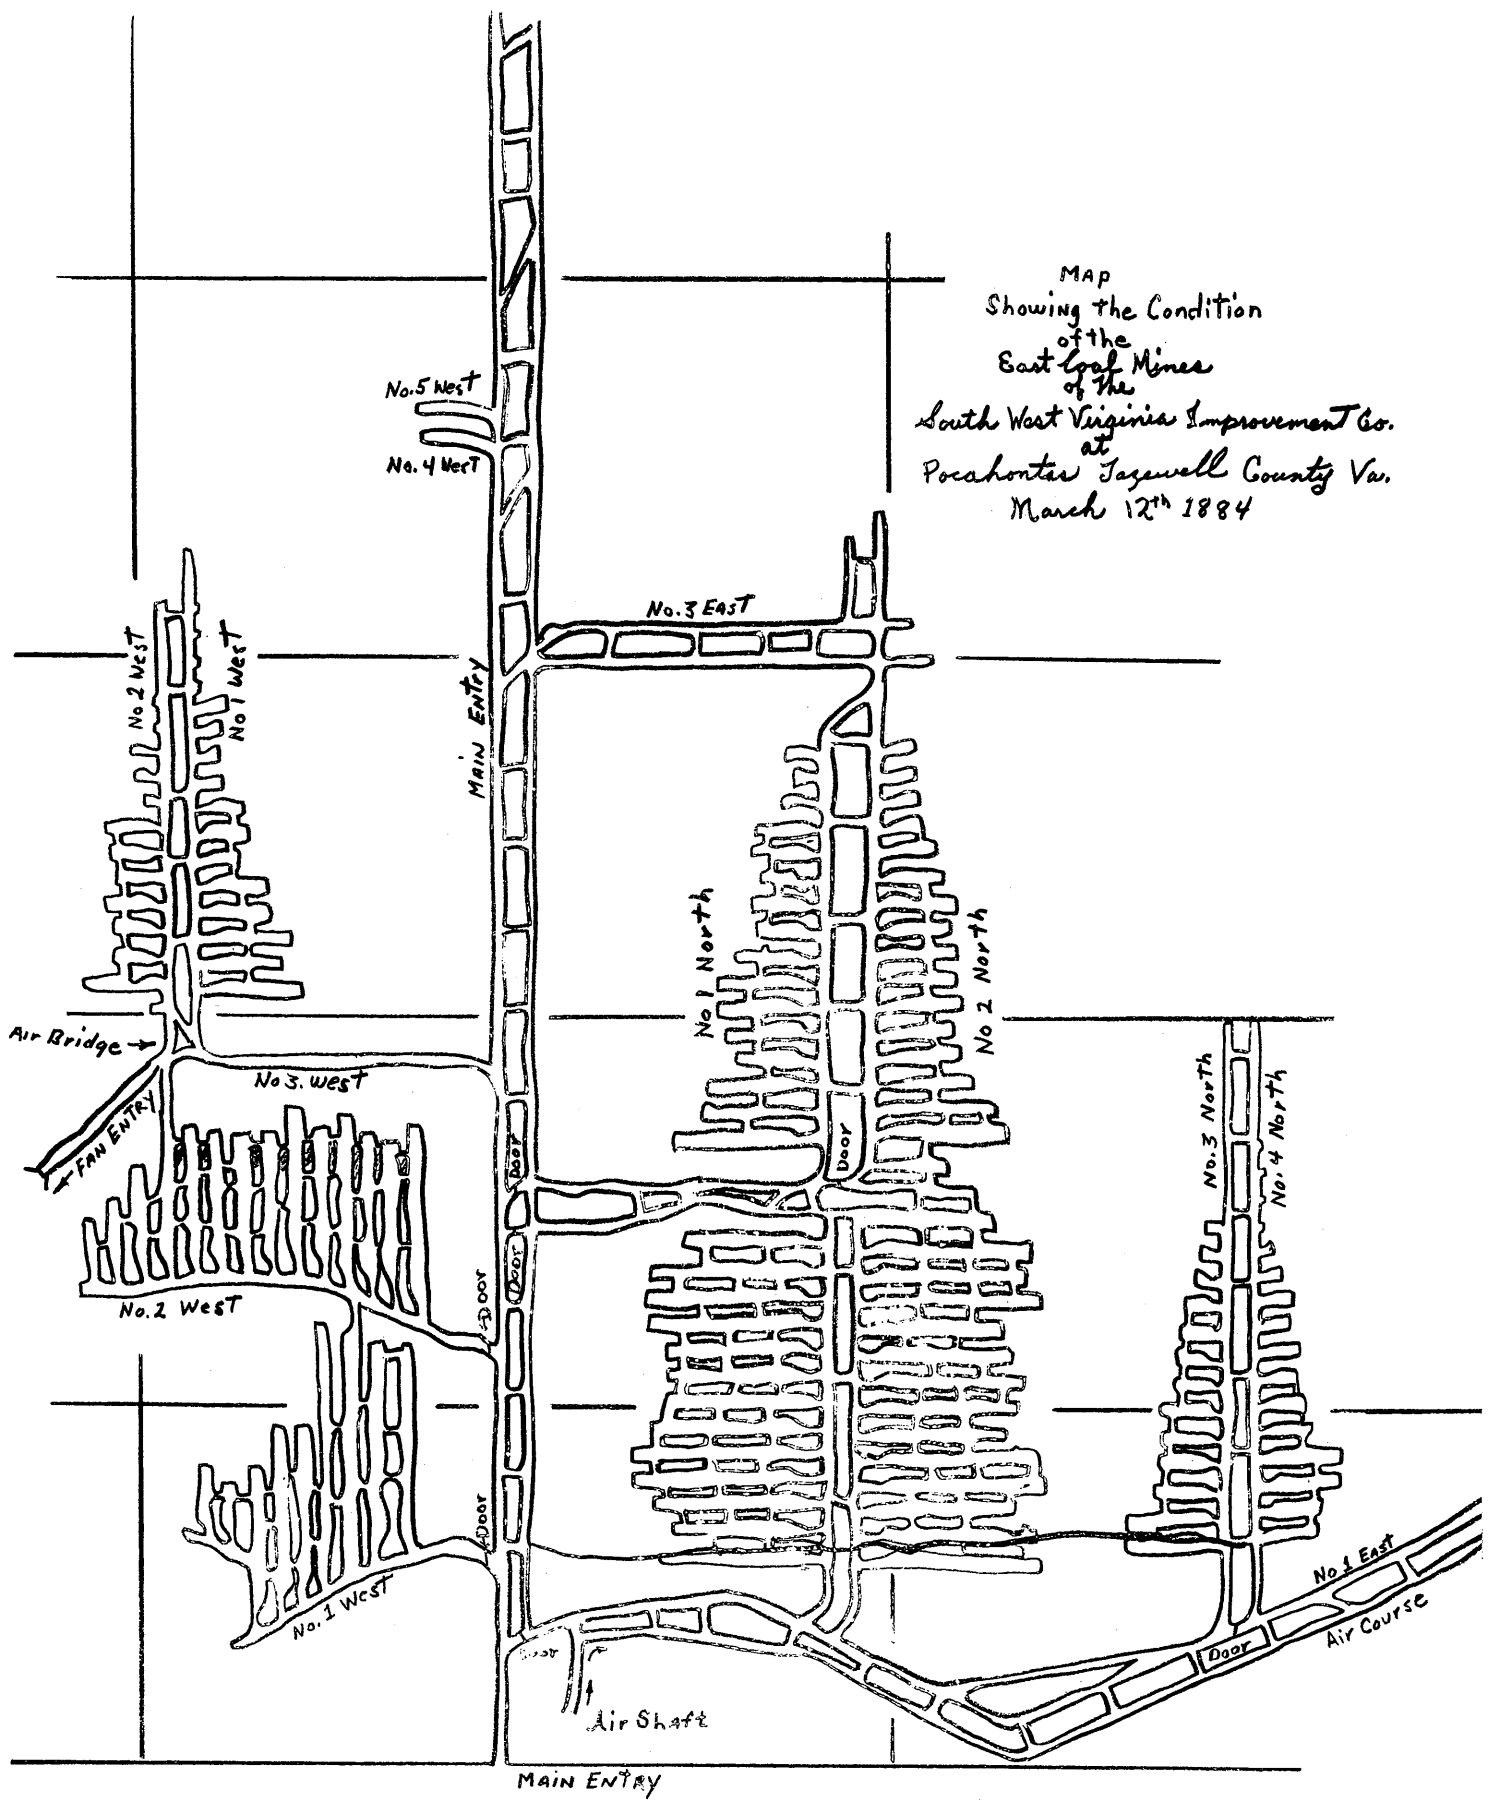 MAP
Showing the Condition
of the
East Coal Mines
of the
South West Virginia Improvement Co.
at
Pocahontas Tazewell County Va.
March 12th 1884
No. 5 West
No. 4 West
No. 3 EAST
No. 2 West
No 1 West
MAIN ENTRY
No 1 North
No 2 North
Air Bridge →
No 3. West
← FAN ENTRY
Door
Door
No. 3 North
No. 4 North
Door
Door
No. 2 West
Door
No. 1 West
No 1 EAST
Air Course
Door
Door
Air Shaft
MAIN ENTRY